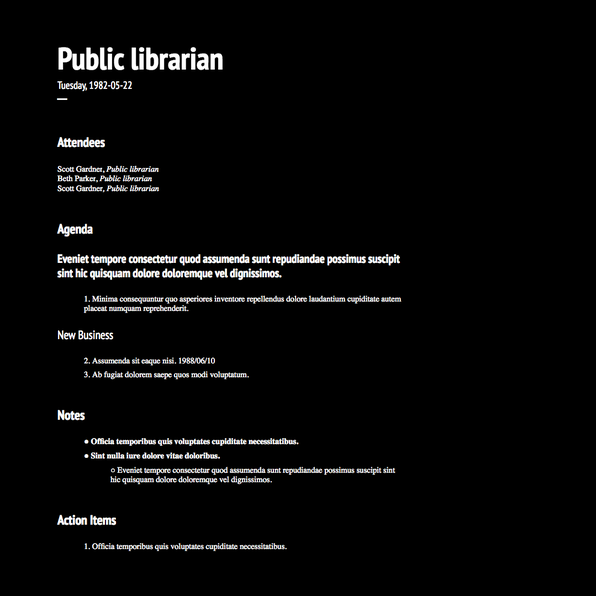 Public librarian
Tuesday, 1982-05-22
Attendees
Scott Gardner, Public librarian
Beth Parker, Public librarian
Scott Gardner, Public librarian
Agenda
Eveniet tempore consectetur quod assumenda sunt repudiandae possimus suscipit
sint hic quisquam dolore doloremque vel dignissimos.
1. Minima consequuntur quo asperiores inventore repellendus dolore laudantium cupiditate autem
placeat numquam reprehenderit.
New Business
2. Assumenda sit eaque nisi. 1988/06/10
3. Ab fugiat dolorem saepe quos modi voluptatum.
Notes
● Officia temporibus quis voluptates cupiditate necessitatibus.
● Sint nulla iure dolore vitae doloribus.
○ Eveniet tempore consectetur quod assumenda sunt repudiandae possimus suscipit sint
hic quisquam dolore doloremque vel dignissimos.
Action Items
1. Officia temporibus quis voluptates cupiditate necessitatibus.